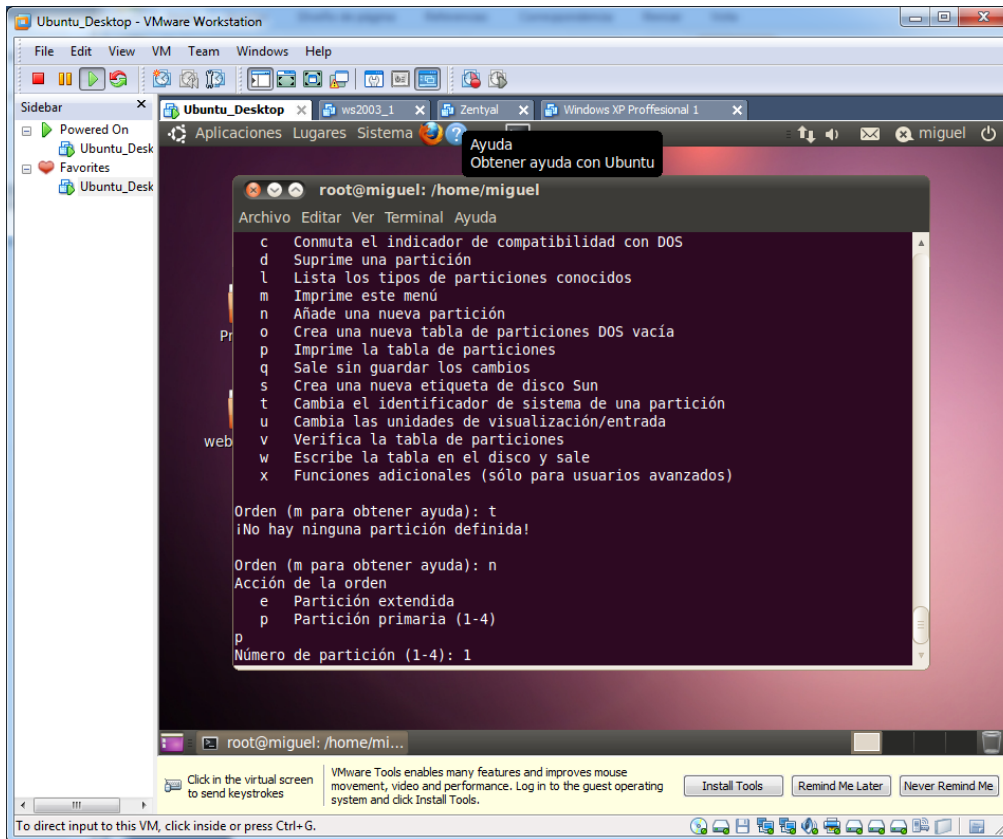 Ubuntu_Desktop - VMware Workstation
File Edit View VM Team Windows Help
Sidebar
Powered On
Ubuntu_Desk
Favorites
Ubuntu_Desk
Ubuntu_Desktop ws2003_1 Zentyal Windows XP Proffesional 1
Aplicaciones Lugares Sistema miguel
Ayuda
Obtener ayuda con Ubuntu
root@miguel: /home/miguel
Archivo Editar Ver Terminal Ayuda
c Conmuta el indicador de compatibilidad con DOS
d Suprime una partición
l Lista los tipos de particiones conocidos
m Imprime este menú
n Añade una nueva partición
o Crea una nueva tabla de particiones DOS vacía
p Imprime la tabla de particiones
q Sale sin guardar los cambios
s Crea una nueva etiqueta de disco Sun
t Cambia el identificador de sistema de una partición
u Cambia las unidades de visualización/entrada
v Verifica la tabla de particiones
w Escribe la tabla en el disco y sale
x Funciones adicionales (sólo para usuarios avanzados)
Orden (m para obtener ayuda): t
¡No hay ninguna partición definida!
Orden (m para obtener ayuda): n
Acción de la orden
e Partición extendida
p Partición primaria (1-4)
p
Número de partición (1-4): 1
Pr
web
root@miguel: /home/mi...
Click in the virtual screen
to send keystrokes
VMware Tools enables many features and improves mouse
movement, video and performance. Log in to the guest operating
system and click Install Tools.
Install Tools Remind Me Later Never Remind Me
To direct input to this VM, click inside or press Ctrl+G.